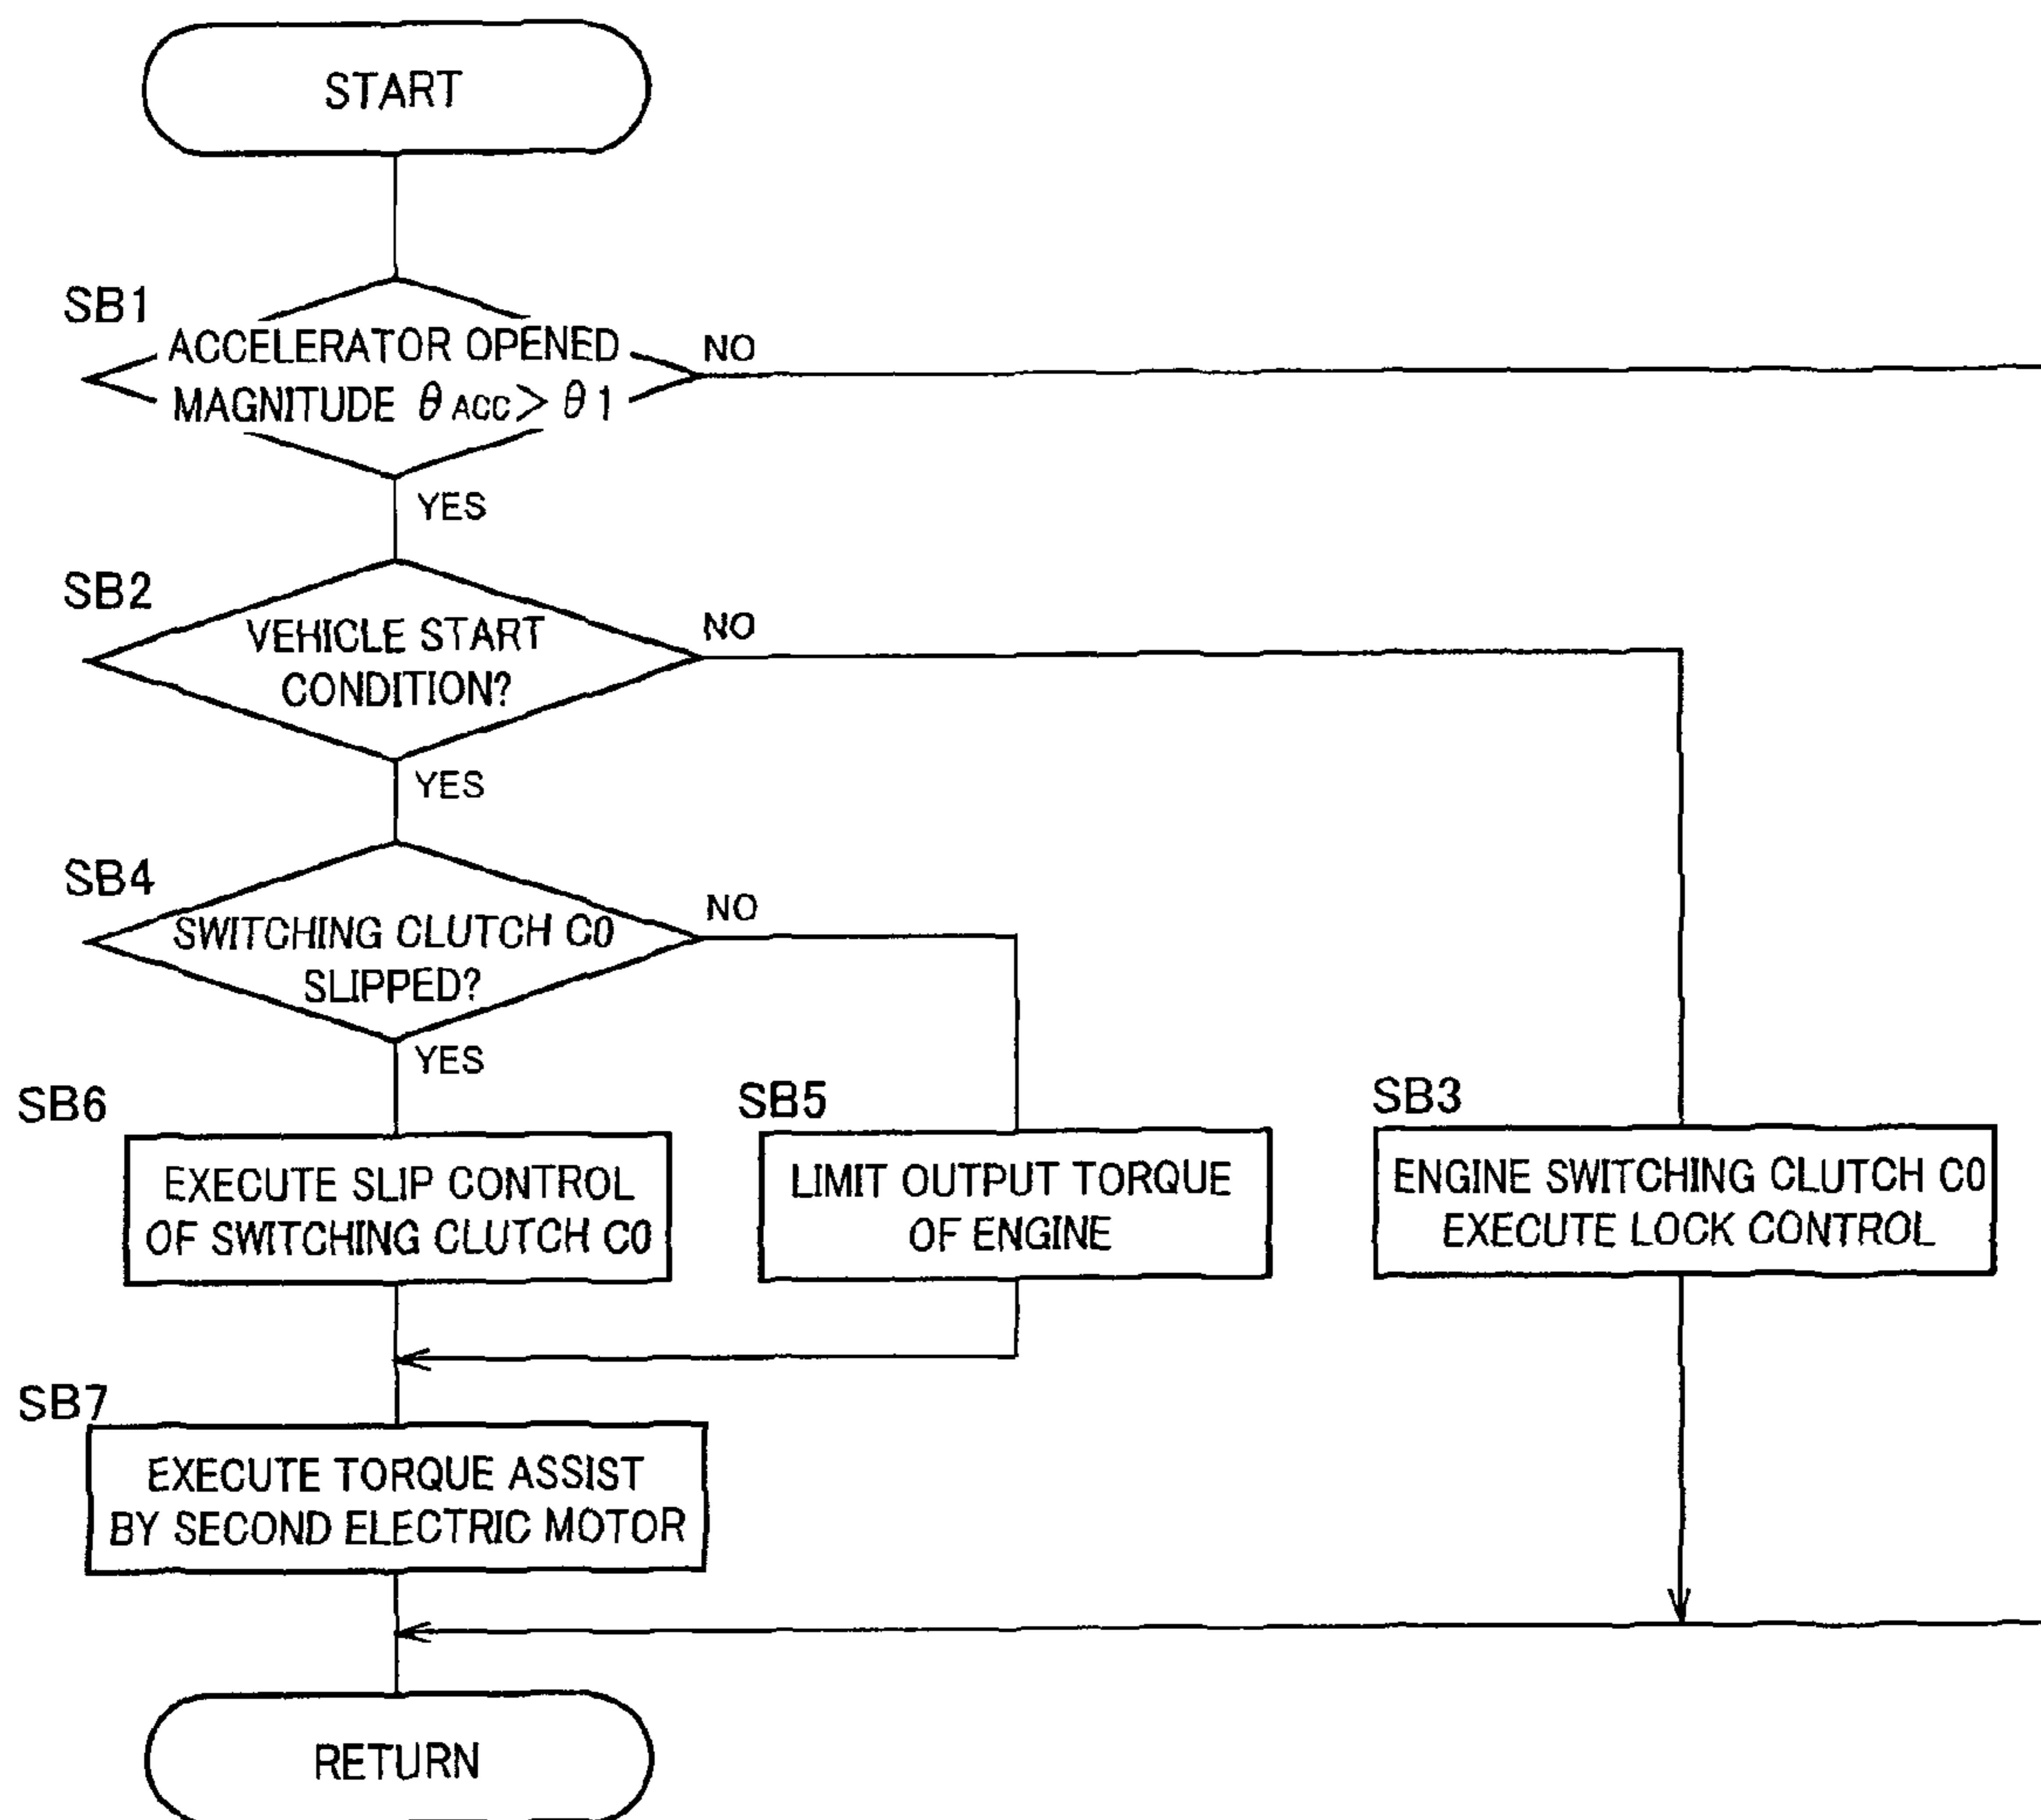 START
SB1
ACCELERATOR OPENED
MAGNITUDE θACC> θ1
NO
YES
SB2
VEHICLE START
CONDITION?
NO
YES
SB4
SWITCHING CLUTCH C0
SLIPPED?
NO
YES
SB6
EXECUTE SLIP CONTROL
OF SWITCHING CLUTCH C0
SB5
LIMIT OUTPUT TORQUE
OF ENGINE
SB3
ENGINE SWITCHING CLUTCH C0
EXECUTE LOCK CONTROL
SB7
EXECUTE TORQUE ASSIST
BY SECOND ELECTRIC MOTOR
RETURN